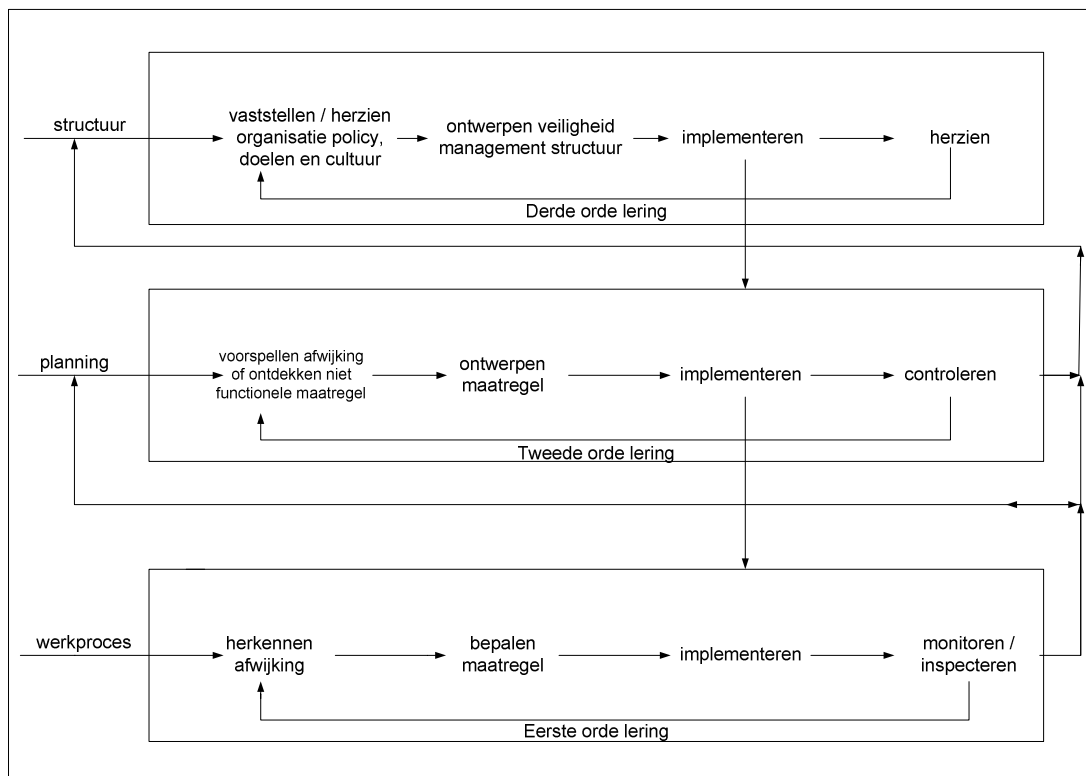 structuur
vaststellen / herzien
organisatie policy,
doelen en cultuur
ontwerpen veiligheid
management structuur
implementeren
herzien
Derde orde lering
planning
voorspellen afwijking
of ontdekken niet
functionele maatregel
ontwerpen
maatregel
implementeren
controleren
Tweede orde lering
werkproces
herkennen
afwijking
bepalen
maatregel
implementeren
monitoren /
inspecteren
Eerste orde lering